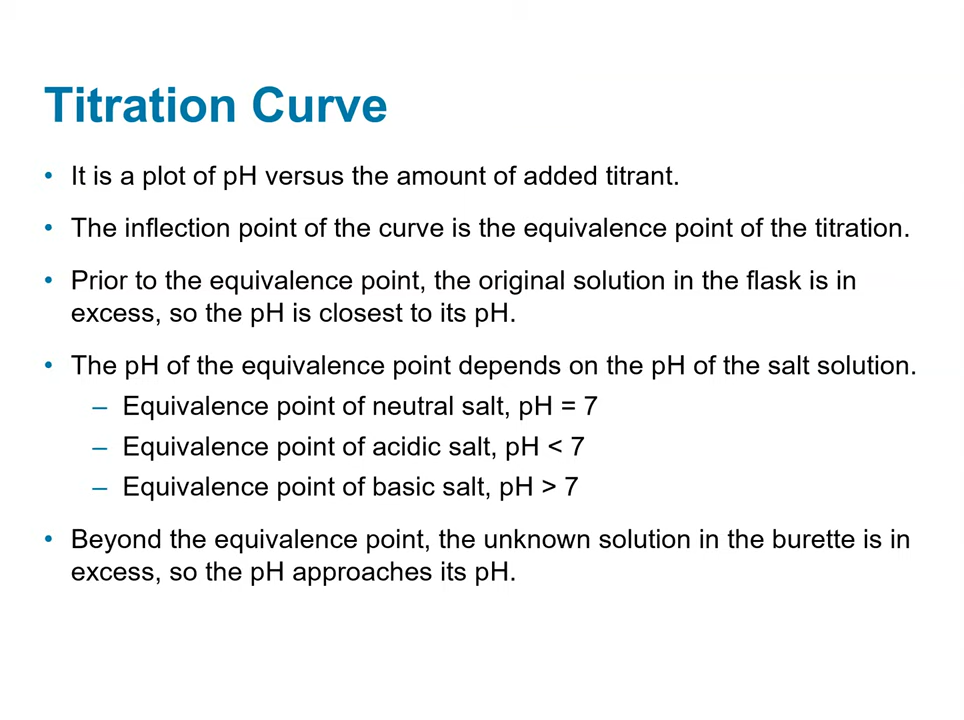 Titration Curve
• It is a plot of pH versus the amount of added titrant.
• The inflection point of the curve is the equivalence point of the titration.
• Prior to the equivalence point, the original solution in the flask is in
excess, so the pH is closest to its pH.
• The pH of the equivalence point depends on the pH of the salt solution.
– Equivalence point of neutral salt, pH = 7
– Equivalence point of acidic salt, pH < 7
– Equivalence point of basic salt, pH > 7
• Beyond the equivalence point, the unknown solution in the burette is in
excess, so the pH approaches its pH.